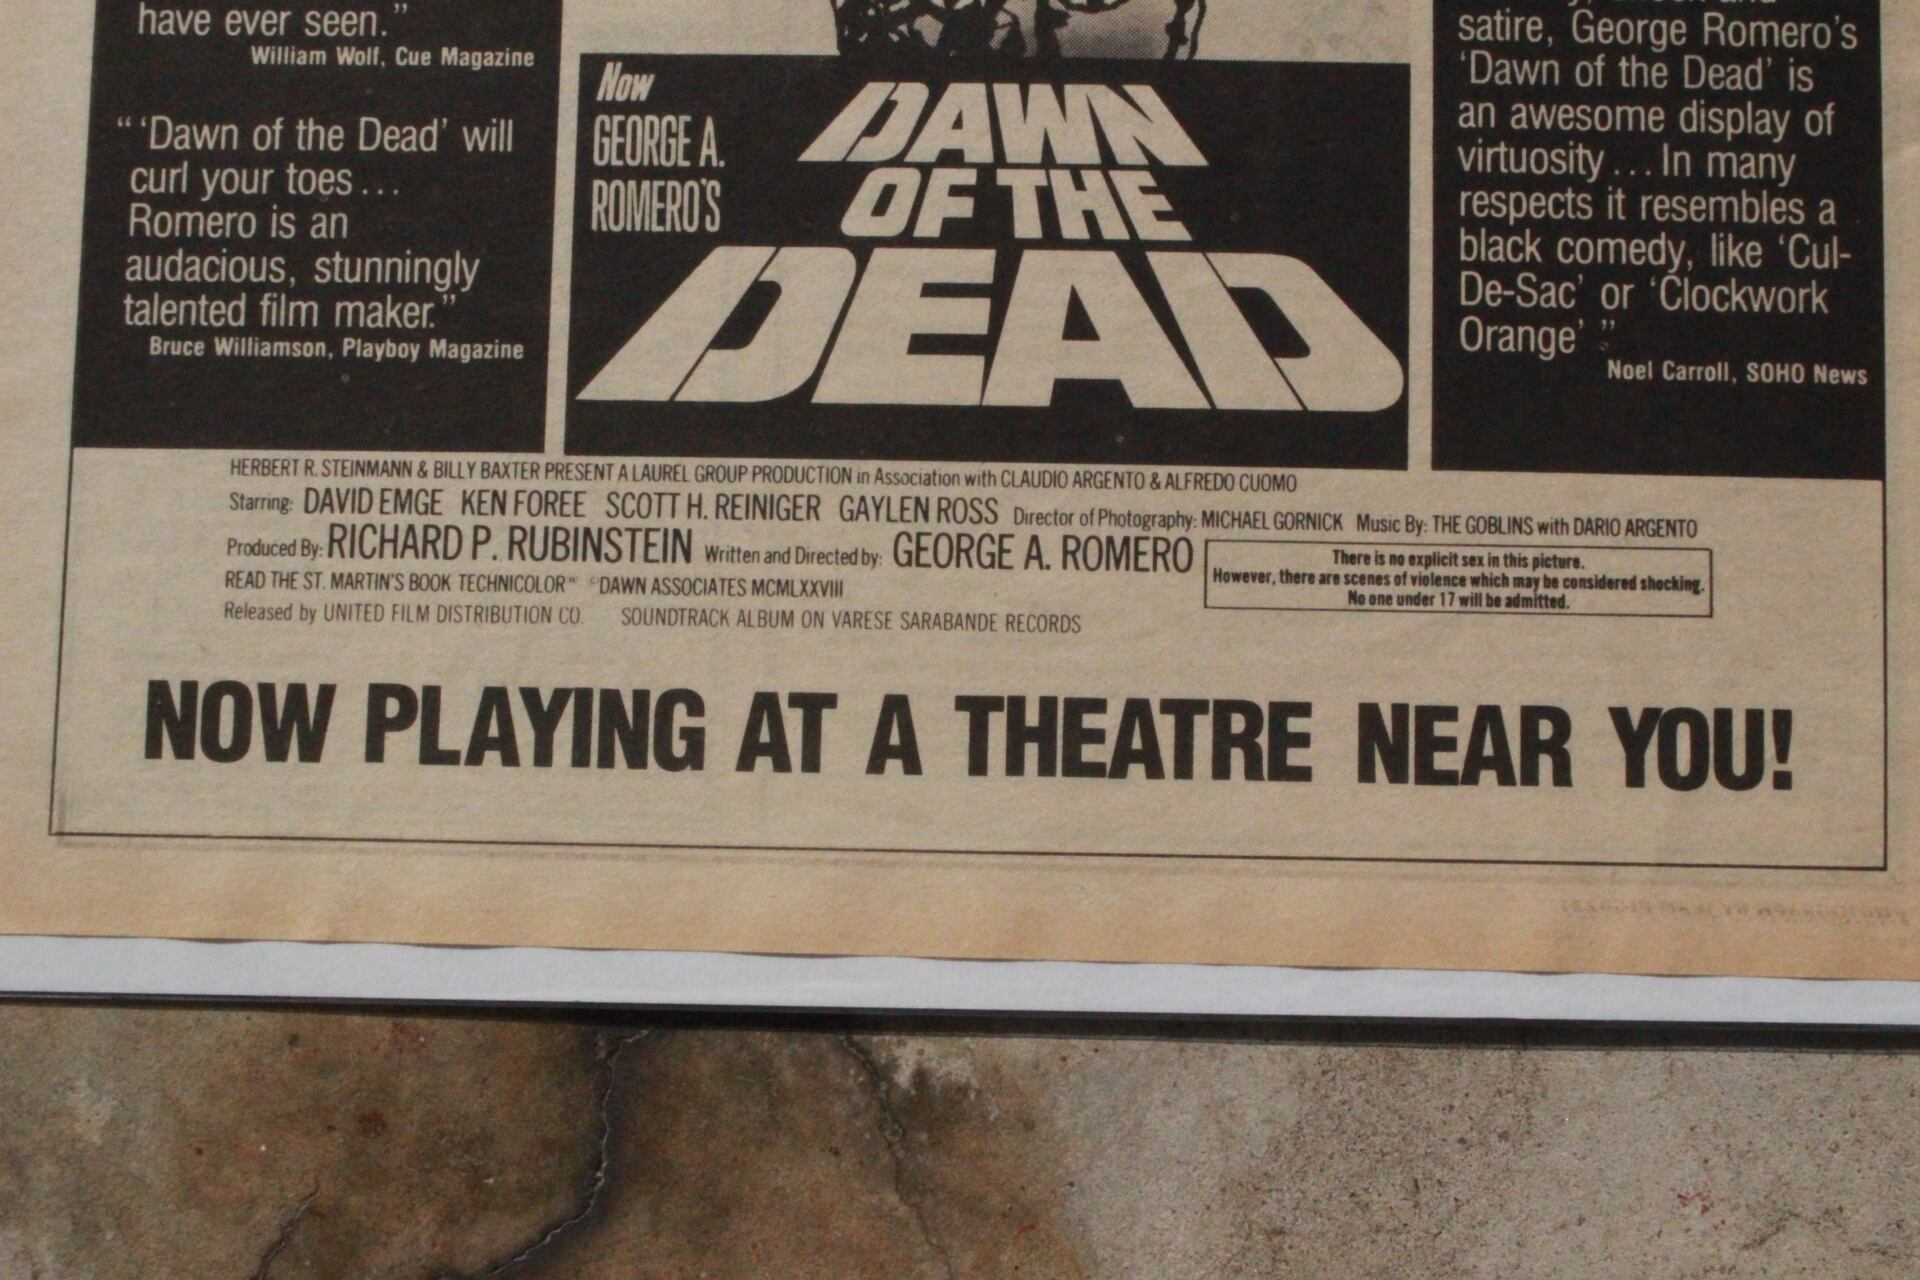 have ever seen.”
William Wolf, Cue Magazine
“ ‘Dawn of the Dead’ will
curl your toes...
Romero is an
audacious, stunningly
talented film maker.”
Bruce Williamson, Playboy Magazine
Now
GEORGE A.
ROMERO'S
DAWN
OF THE
DEAD
satire, George Romero’s
‘Dawn of the Dead’ is
an awesome display of
virtuosity... In many
respects it resembles a
black comedy, like ‘Cul-
De-Sac’ or ‘Clockwork
Orange’ ”
Noel Carroll, SOHO News
HERBERT R. STEINMANN & BILLY BAXTER PRESENT A LAUREL GROUP PRODUCTION in Association with CLAUDIO ARGENTO & ALFREDO CUOMO
Starring: DAVID EMGE KEN FOREE SCOTT H. REINIGER GAYLEN ROSS Director of Photography: MICHAEL GORNICK Music By: THE GOBLINS with DARIO ARGENTO
Produced By: RICHARD P. RUBINSTEIN Written and Directed by: GEORGE A. ROMERO
READ THE ST. MARTIN'S BOOK TECHNICOLOR® ©DAWN ASSOCIATES MCMLXXVIII
Released by UNITED FILM DISTRIBUTION CO. SOUNDTRACK ALBUM ON VARESE SARABANDE RECORDS
There is no explicit sex in this picture.
However, there are scenes of violence which may be considered shocking.
No one under 17 will be admitted.
NOW PLAYING AT A THEATRE NEAR YOU!